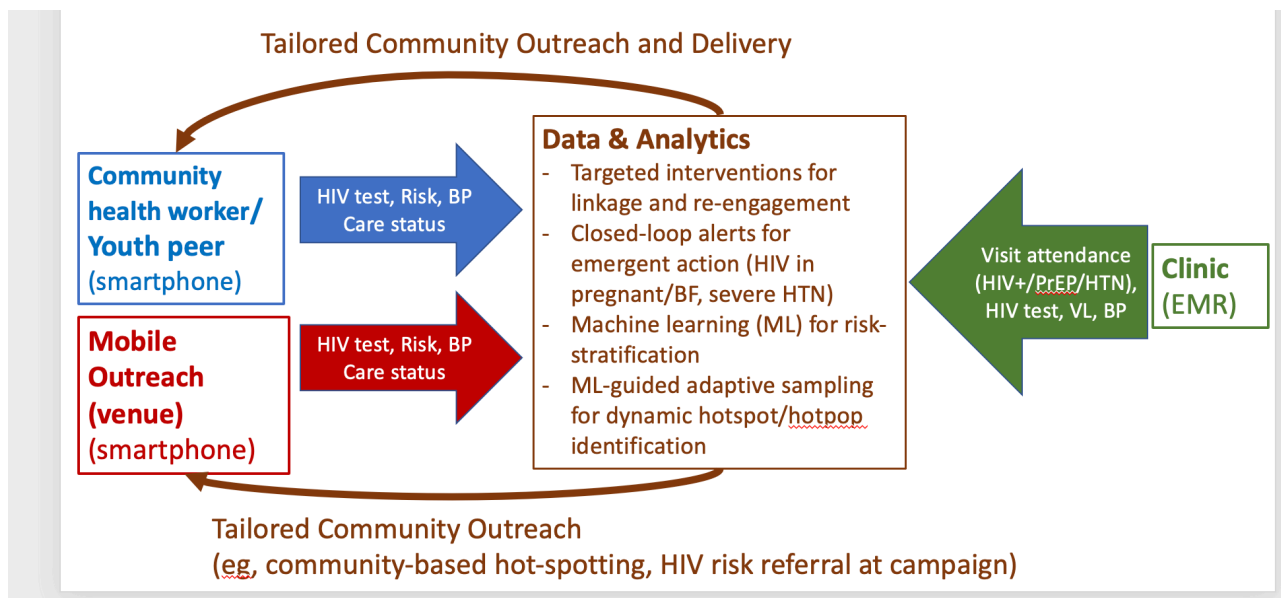 Tailored Community Outreach and Delivery
Community
health worker/
Youth peer
(smartphone)
HIV test, Risk, BP
Care status
Mobile
Outreach
(venue)
(smartphone)
HIV test, Risk, BP
Care status
Data & Analytics
- Targeted interventions for
linkage and re-engagement
- Closed-loop alerts for
emergent action (HIV in
pregnant/BF, severe HTN)
- Machine learning (ML) for risk-
stratification
- ML-guided adaptive sampling
for dynamic hotspot/hotpop
identification
Visit attendance
(HIV+/PrEP/HTN),
HIV test, VL, BP
Clinic
(EMR)
Tailored Community Outreach
(eg, community-based hot-spotting, HIV risk referral at campaign)